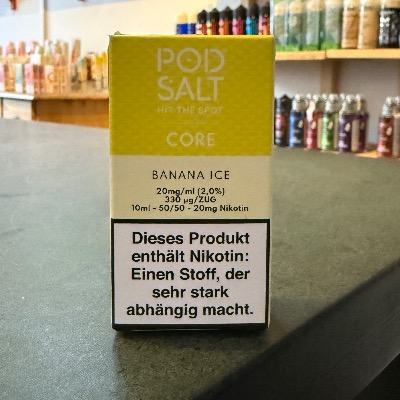 POD
SALT
HIT THE SPOT
CORE
BANANA ICE
20mg/ml (2,0%)
330 µg/ZUG
10ml - 50/50 - 20mg Nikotin
Dieses Produkt
enthält Nikotin:
Einen Stoff, der
sehr stark
abhängig macht.